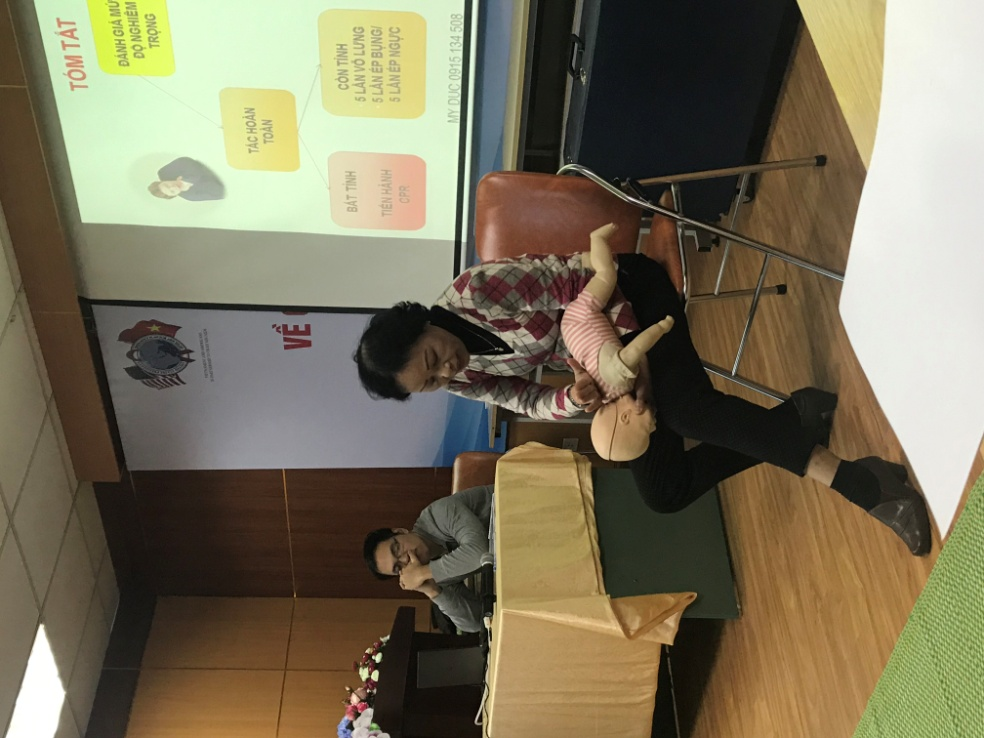 TÓM TẮT
ĐÁNH GIÁ MỨC
ĐỘ NGHIÊM
TRỌNG
TẮC HOÀN
TOÀN
BẤT TỈNH
TIẾN HÀNH
CPR
CÒN TỈNH
5 LẦN VỖ LƯNG
5 LẦN ÉP BỤNG/
5 LẦN ÉP NGỰC
MY DUC 0915 134 508
VỀ